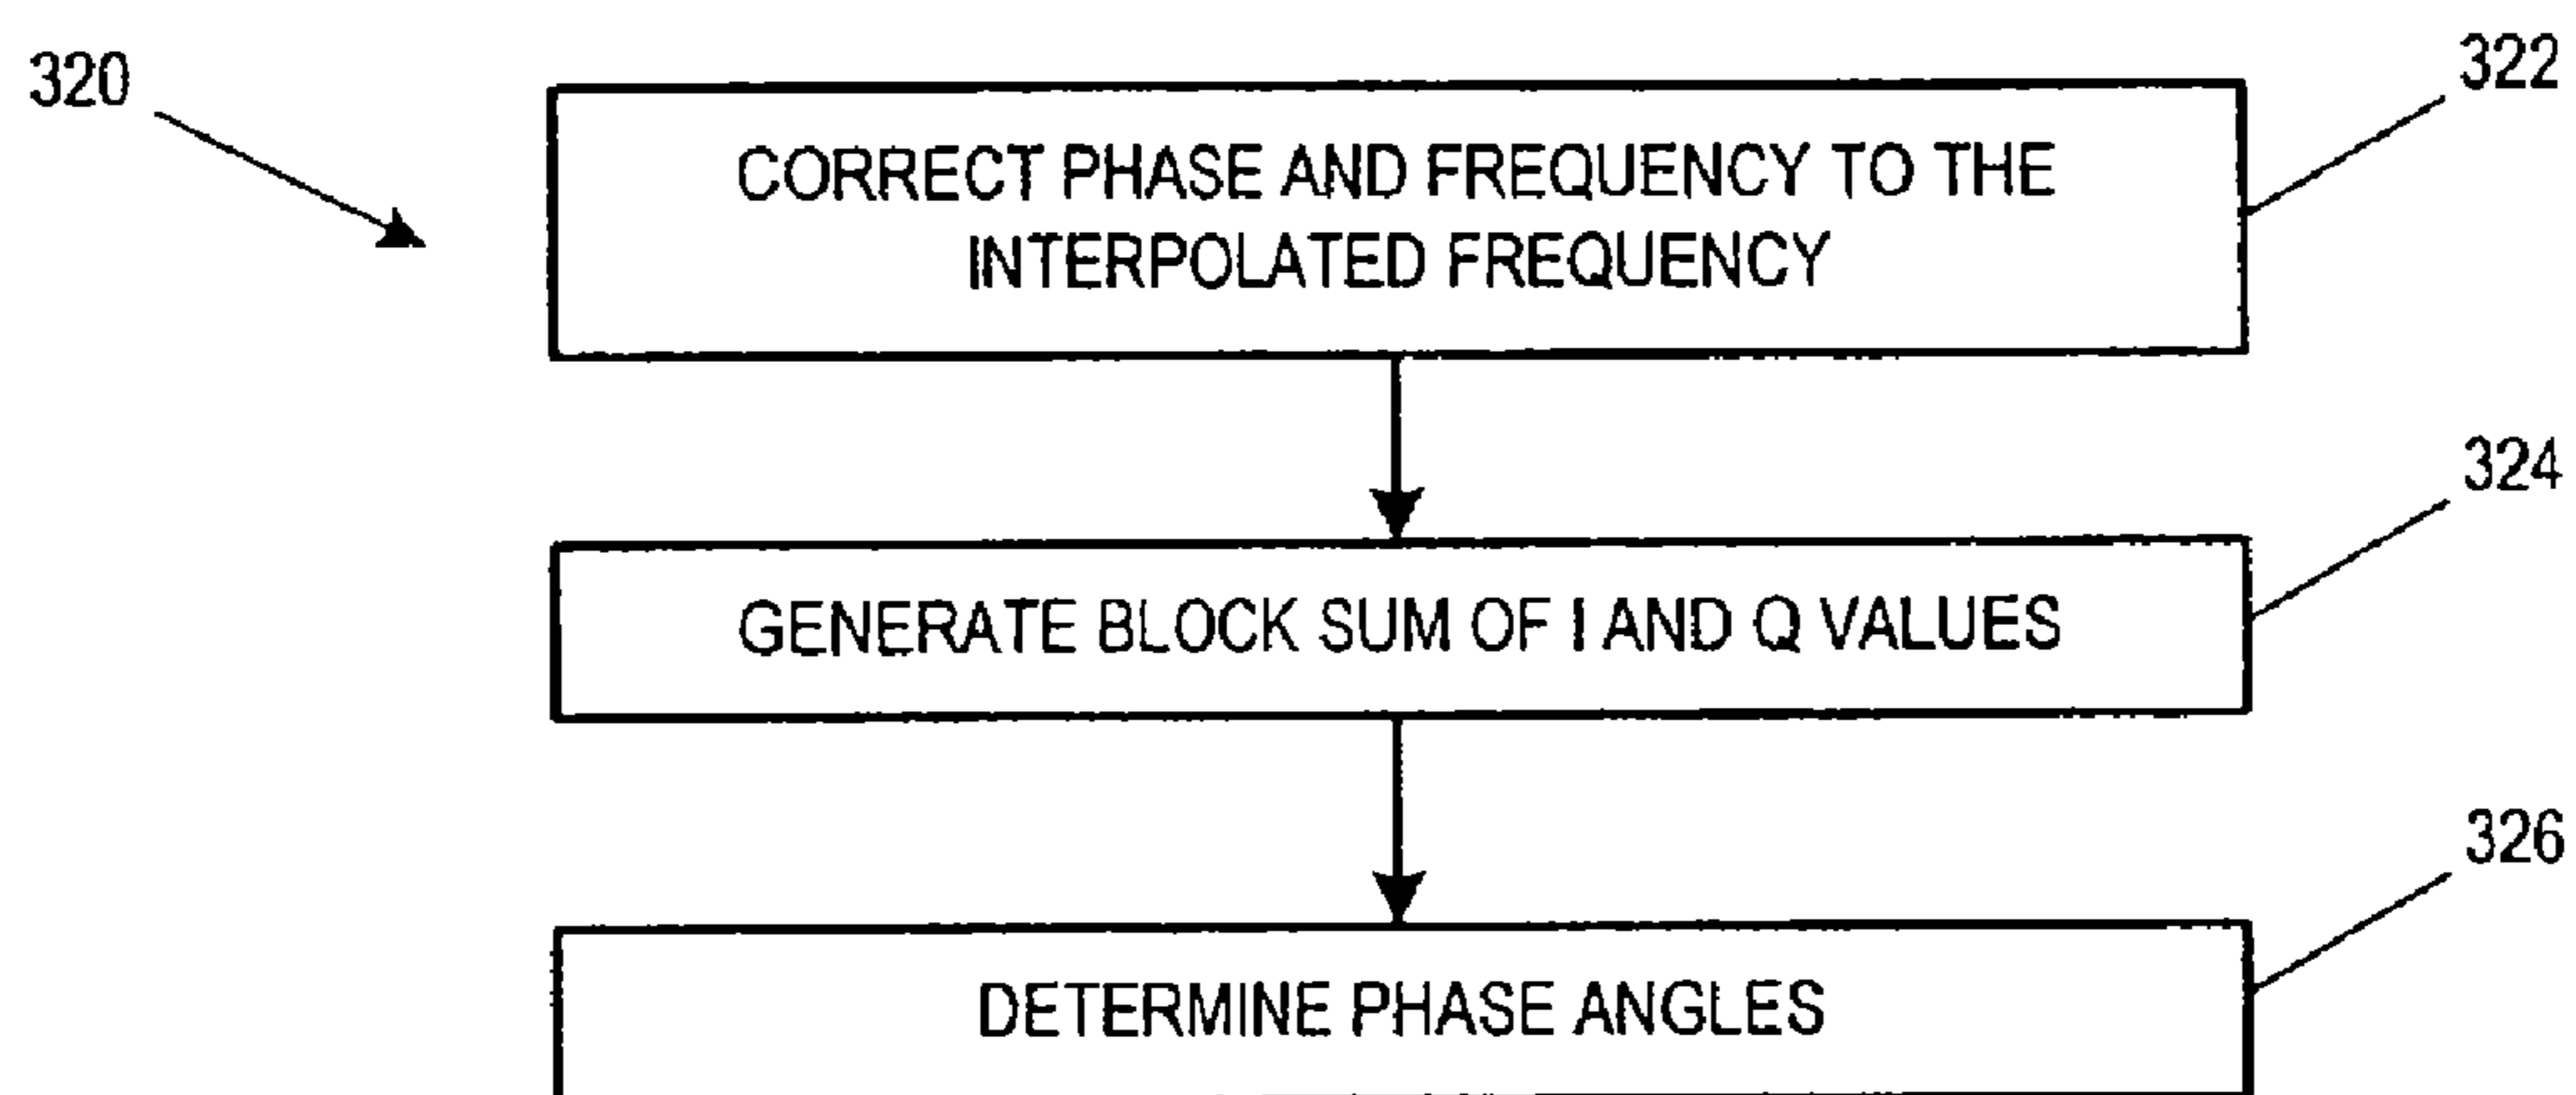 320
322
CORRECT PHASE AND FREQUENCY TO THE
INTERPOLATED FREQUENCY
324
GENERATE BLOCK SUM OF I AND Q VALUES
326
DETERMINE PHASE ANGLES